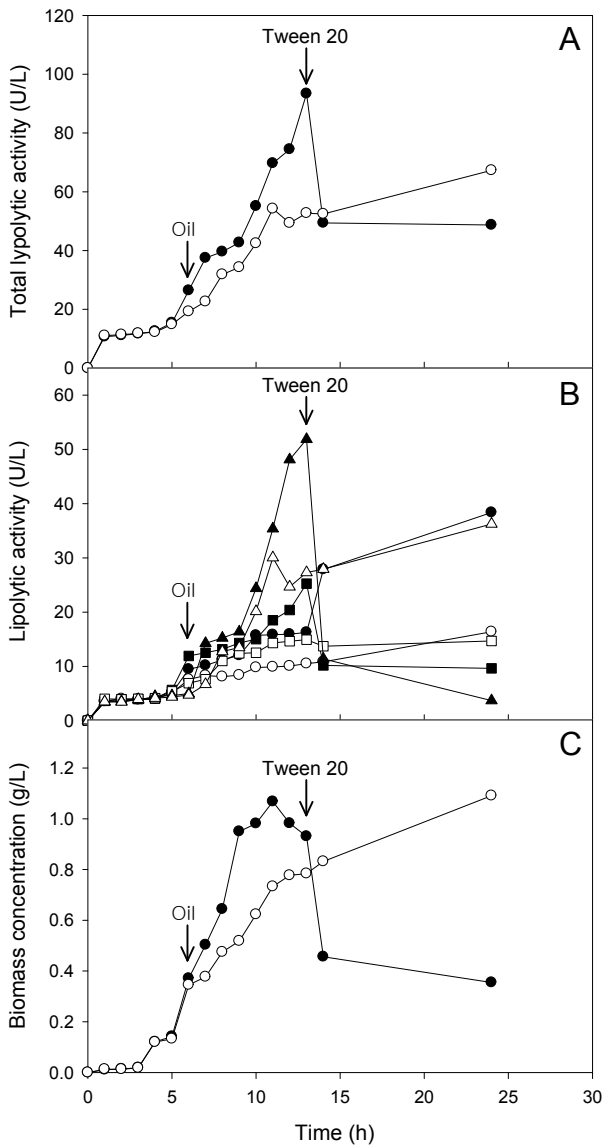 120
Tween 20
A
100
80
60
Oil
40
20
0
Total lypolytic activity (U/L)
60
Tween 20
B
50
40
30
Oil
20
10
0
Lipolytic activity (U/L)
C
1.2
Tween 20
1.0
0.8
0.6
Oil
0.4
0.2
0.0
Biomass concentration (g/L)
0 5 10 15 20 25 30
Time (h)